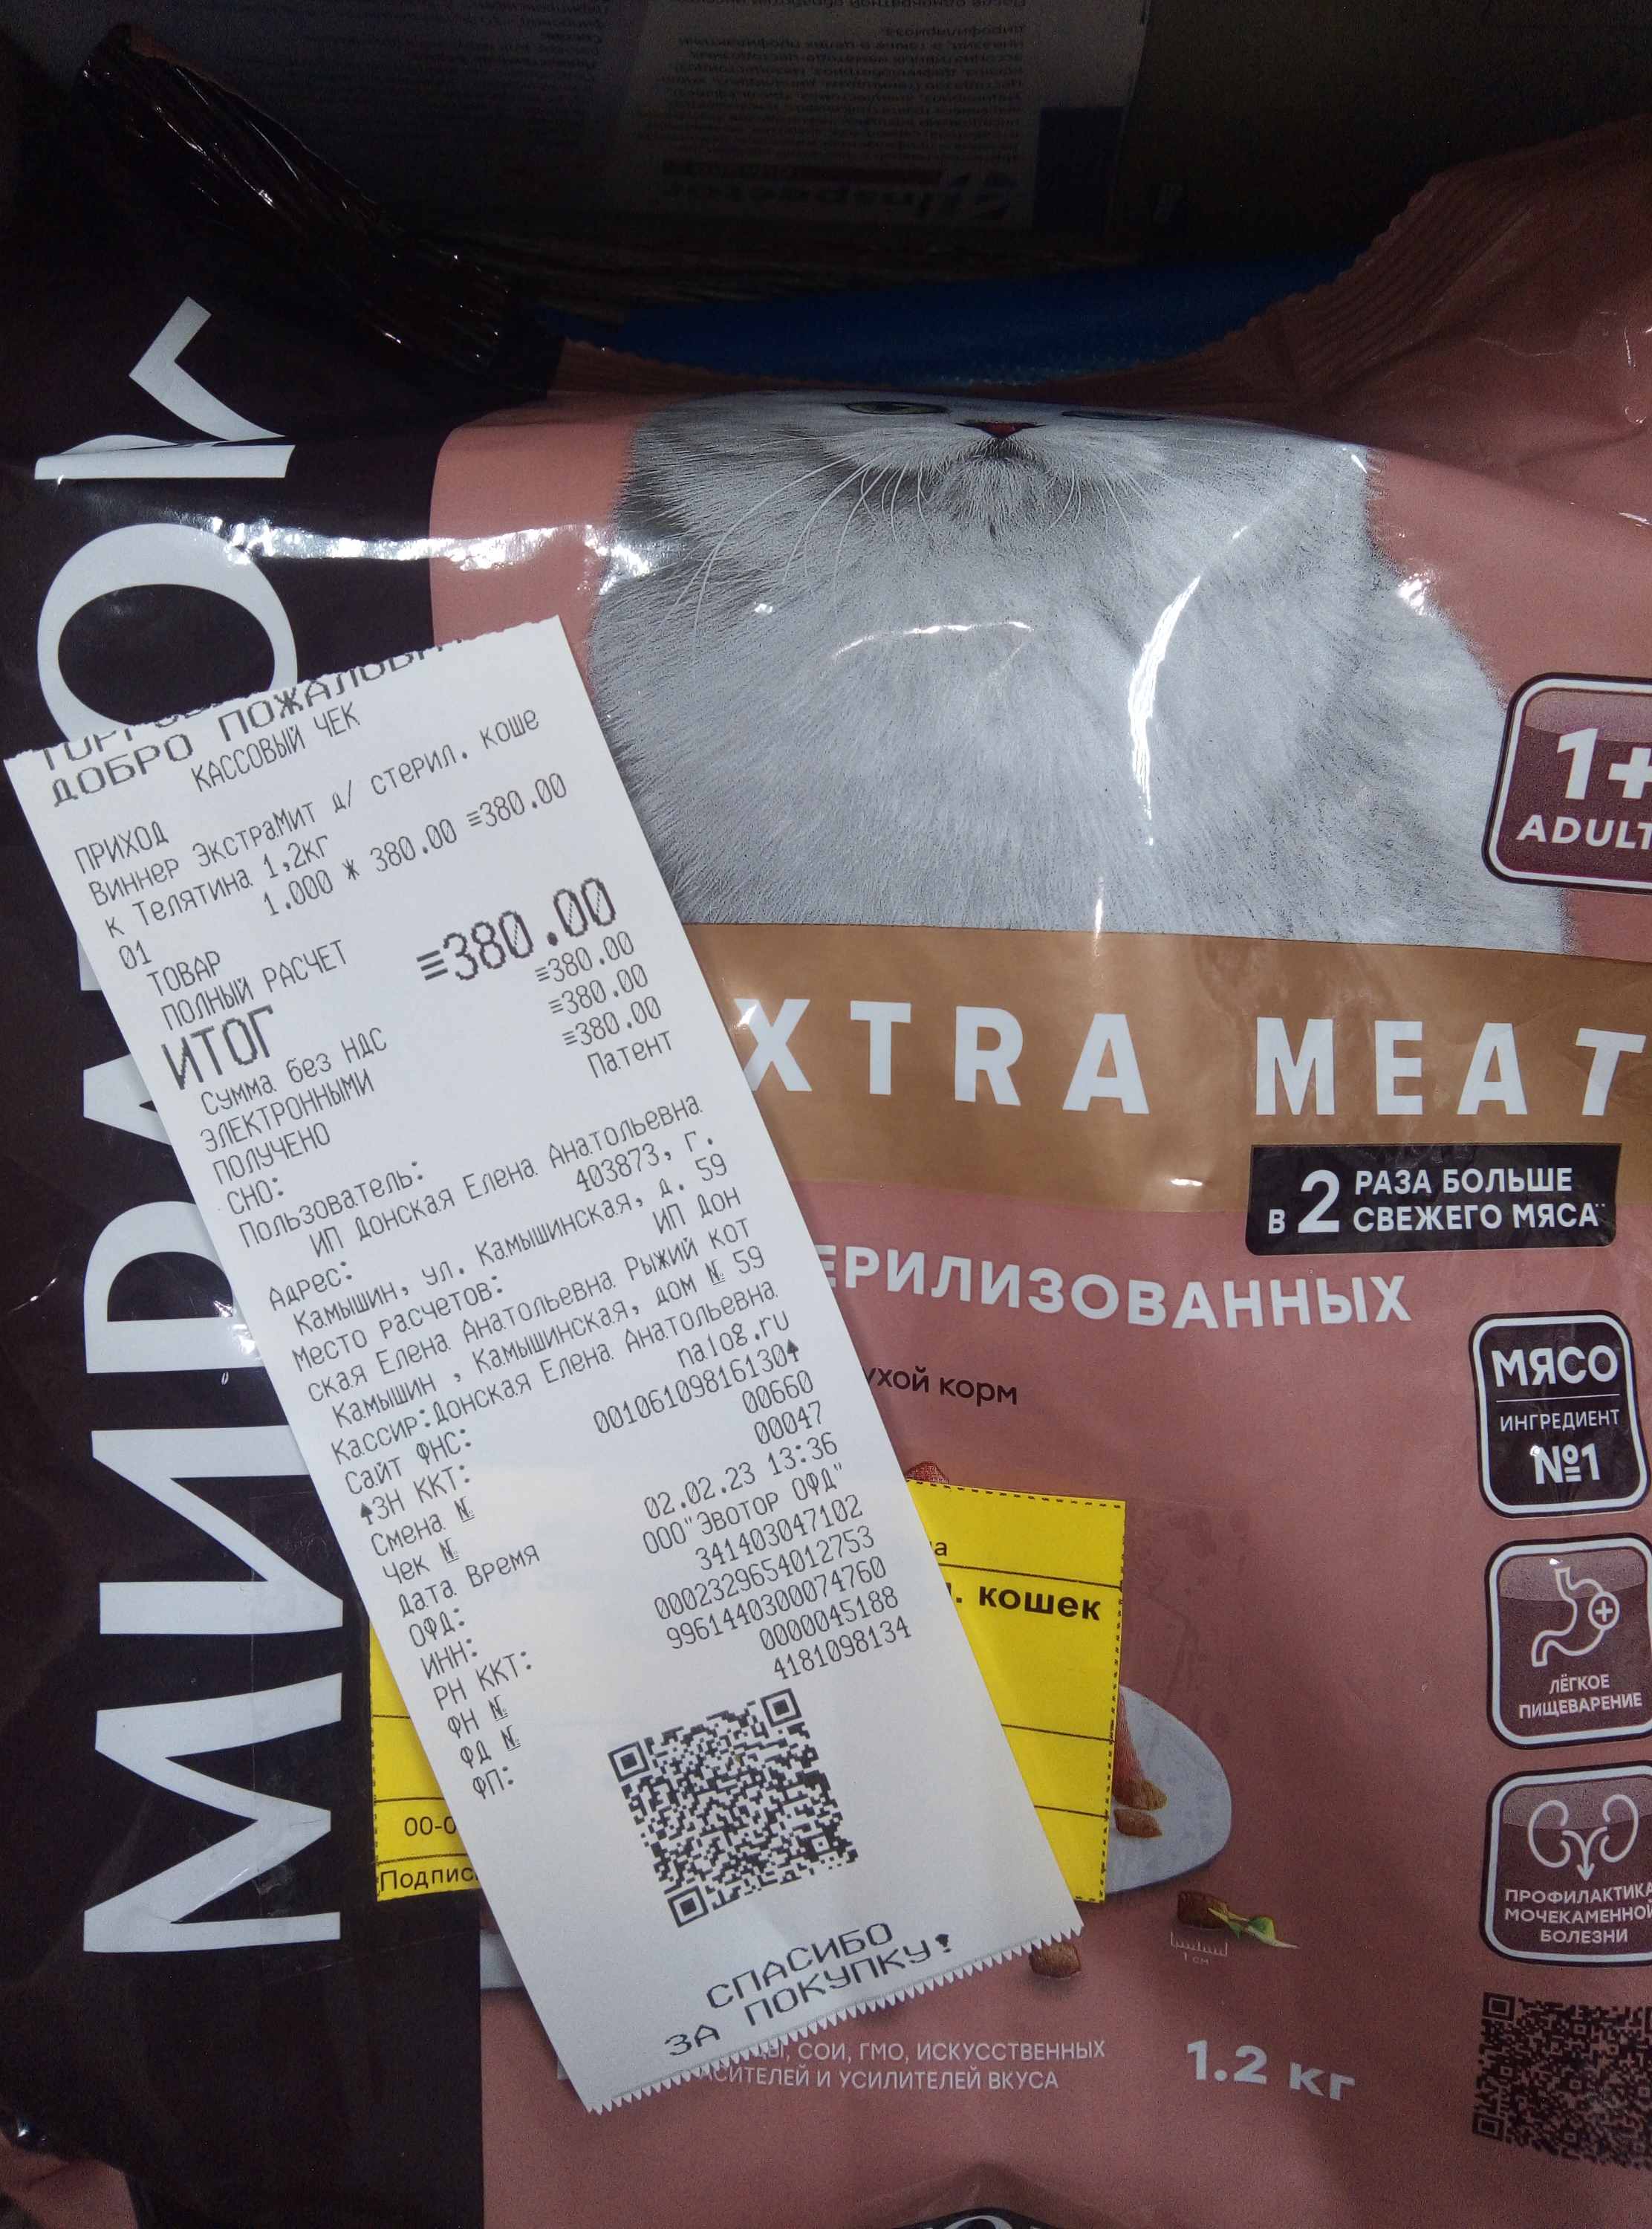 МИРАТОРГ
ДОБРО ПОЖАЛОВАТ
КАССОВЫЙ ЧЕК
ПРИХОД
Виннер ЭкстраМит д/ стерил. коше
к Телятина 1,2кг
1.000 * 380.00 ≡380.00
01
ТОВАР
ПОЛНЫЙ РАСЧЕТ
ИТОГ ≡380.00
Сумма без НДС ≡380.00
ЭЛЕКТРОННЫМИ ≡380.00
ПОЛУЧЕНО ≡380.00
СНО: Патент
Пользователь:
ИП Донская Елена Анатольевна
Адрес: 403873, г.
Камышин, ул. Камышинская, д. 59
Место расчетов: ИП Дон
ская Елена Анатольевна Рыжий кот
Камышин , Камышинская, дом № 59
Кассир:Донская Елена Анатольевна
Сайт ФНС: nalog.ru
ЗН ККТ: 00106109816130
Смена № 00660
Чек № 00047
Дата Время 02.02.23 13:36
ОФД: ООО"Эвотор ОФД"
ИНН: 341403047102
РН ККТ: 0002329654012753
ФН № 9961440300074760
ФД № 0000045188
ФП: 4181098134
СПАСИБО
ЗА ПОКУПКУ!
1+
ADULT
XTRA MEAT
В 2 РАЗА БОЛЬШЕ
СВЕЖЕГО МЯСА
ЕРИЛИЗОВАННЫХ
ухой корм
МЯСО
ИНГРЕДИЕНТ
№1
. кошек
00-0
Подпис
ЛЁГКОЕ
ПИЩЕВАРЕНИЕ
ПРОФИЛАКТИКА
МОЧЕКАМЕННОЙ
БОЛЕЗНИ
1 см
СОИ, ГМО, ИСКУССТВЕННЫХ
АСИТЕЛЕЙ И УСИЛИТЕЛЕЙ ВКУСА
1.2 кг